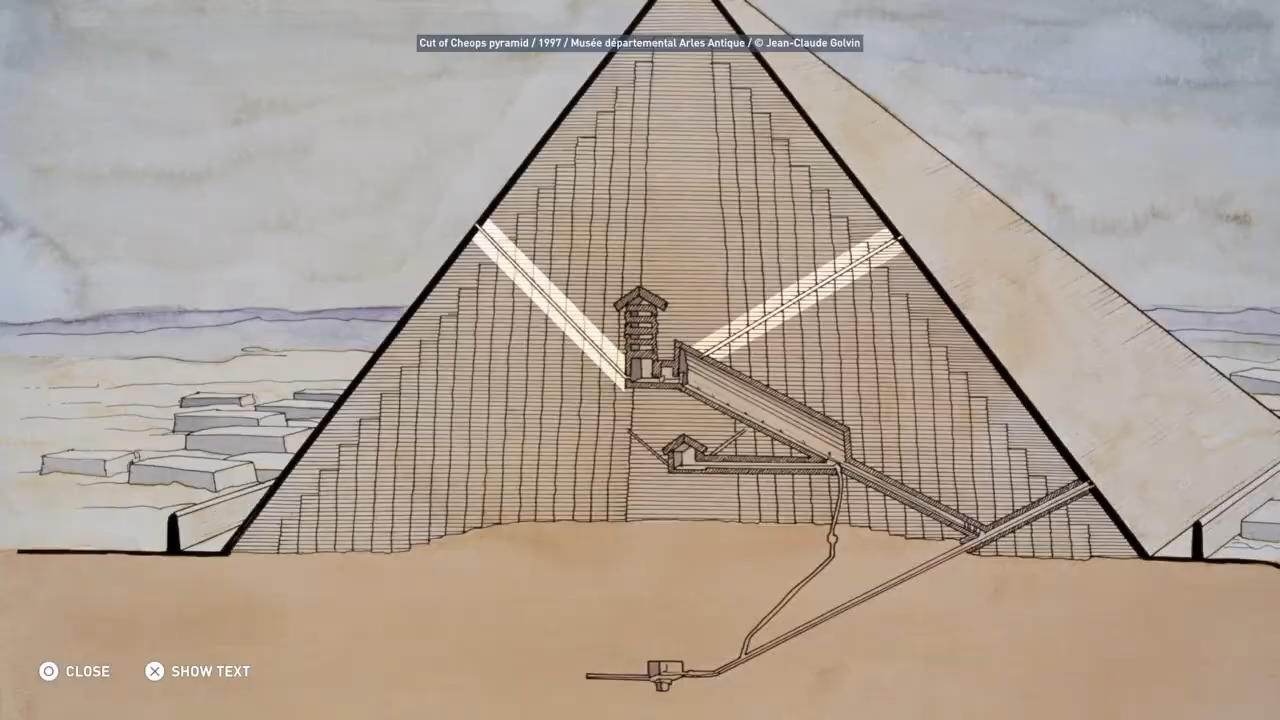 Cut of Cheops pyramid / 1997 / Musée départemental Arles Antique / © Jean-Claude Golvin
CLOSE SHOW TEXT